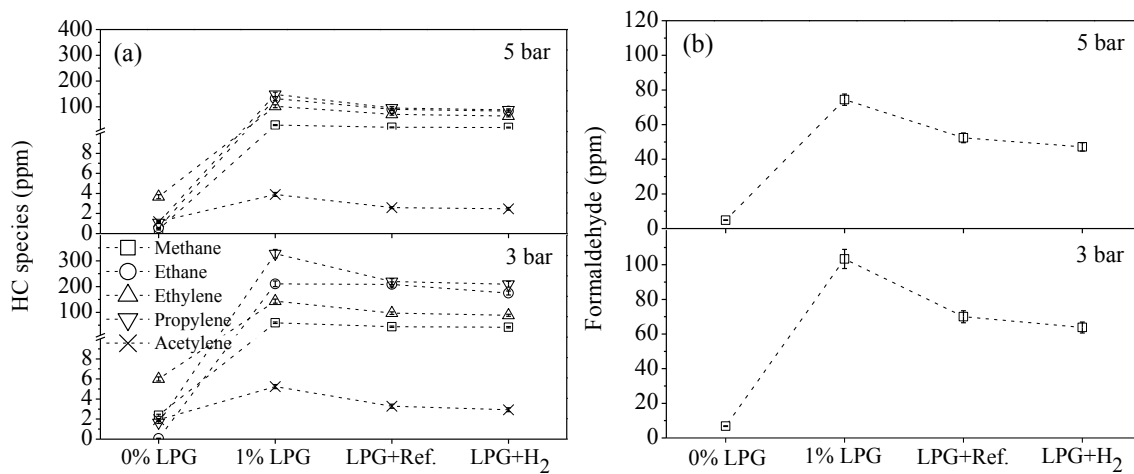 (a)
5 bar
400
300
200
100
8
6
4
2
0
HC species (ppm)
3 bar
300
200
100
8
6
4
2
0
Methane
Ethane
Ethylene
Propylene
Acetylene
0% LPG 1% LPG LPG+Ref. LPG+H2
(b)
5 bar
120
100
80
60
40
20
0
Formaldehyde (ppm)
3 bar
100
80
60
40
20
0
0% LPG 1% LPG LPG+Ref. LPG+H2